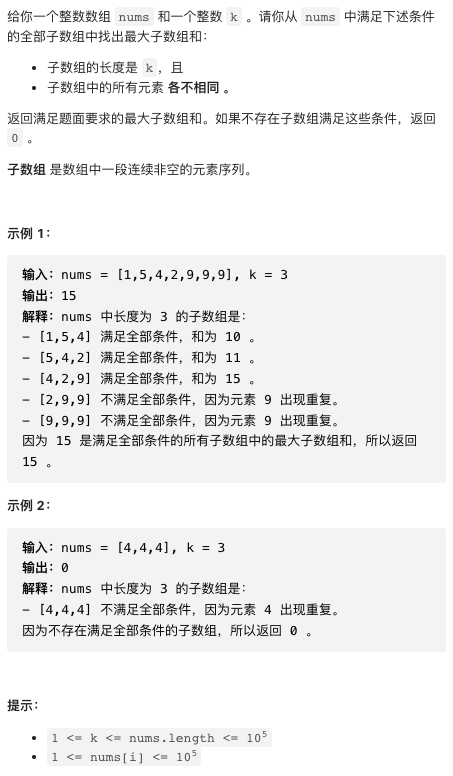 给你一个整数数组 nums 和一个整数 k 。请你从 nums 中满足下述条件
的全部子数组中找出最大子数组和：
• 子数组的长度是 k，且
• 子数组中的所有元素 各不相同 。
返回满足题面要求的最大子数组和。如果不存在子数组满足这些条件，返回
0 。
子数组 是数组中一段连续非空的元素序列。
示例 1：
输入：nums = [1,5,4,2,9,9,9], k = 3
输出：15
解释：nums 中长度为 3 的子数组是：
- [1,5,4] 满足全部条件，和为 10 。
- [5,4,2] 满足全部条件，和为 11 。
- [4,2,9] 满足全部条件，和为 15 。
- [2,9,9] 不满足全部条件，因为元素 9 出现重复。
- [9,9,9] 不满足全部条件，因为元素 9 出现重复。
因为 15 是满足全部条件的所有子数组中的最大子数组和，所以返回
15 。
示例 2：
输入：nums = [4,4,4], k = 3
输出：0
解释：nums 中长度为 3 的子数组是：
- [4,4,4] 不满足全部条件，因为元素 4 出现重复。
因为不存在满足全部条件的子数组，所以返回 0 。
提示：
• 1 <= k <= nums.length <= 10⁵
• 1 <= nums[i] <= 10⁵